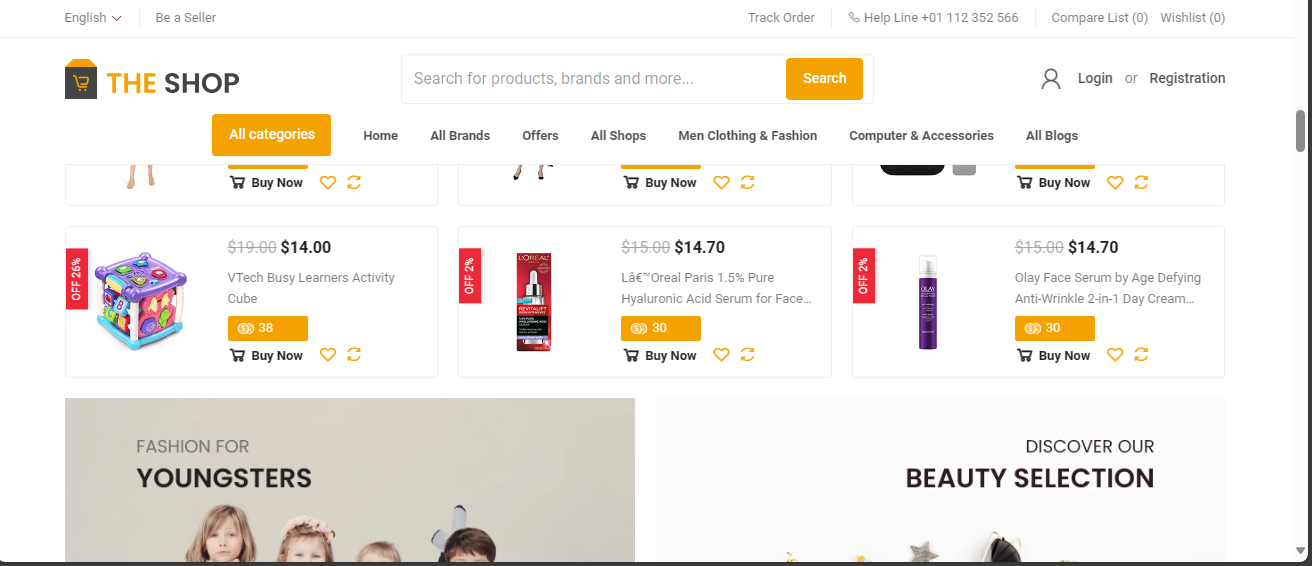 English
Be a Seller
Track Order
Help Line +01 112 352 566
Compare List (0)
Wishlist (0)
THE SHOP
Search for products, brands and more...
Search
Login or Registration
All categories
Home
All Brands
Offers
All Shops
Men Clothing & Fashion
Computer & Accessories
All Blogs
Buy Now
Buy Now
Buy Now
OFF 26%
$19.00 $14.00
VTech Busy Learners Activity
Cube
38
Buy Now
OFF 2%
L'OREAL
REVITALIFT
$15.00 $14.70
Lâ€™Oreal Paris 1.5% Pure
Hyaluronic Acid Serum for Face...
30
Buy Now
OFF 2%
OLAY
$15.00 $14.70
Olay Face Serum by Age Defying
Anti-Wrinkle 2-in-1 Day Cream...
30
Buy Now
FASHION FOR
YOUNGSTERS
DISCOVER OUR
BEAUTY SELECTION